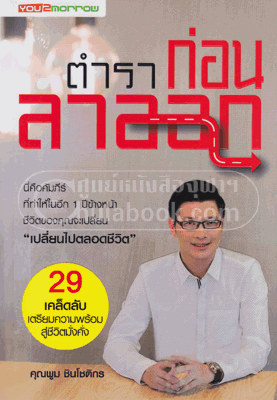 YOU2MORROW
ตำรา
ก่อน
ลาออก
นี่คือคัมภีร์
ที่ทำให้ในอีก 1 ปีข้างหน้า
ชีวิตของคุณจะเปลี่ยน
"เปลี่ยนไปตลอดชีวิต"
29
เคล็ดลับ
เตรียมความพร้อม
สู่ชีวิตมั่งคั่ง
คุณพูม ชินโชติกร